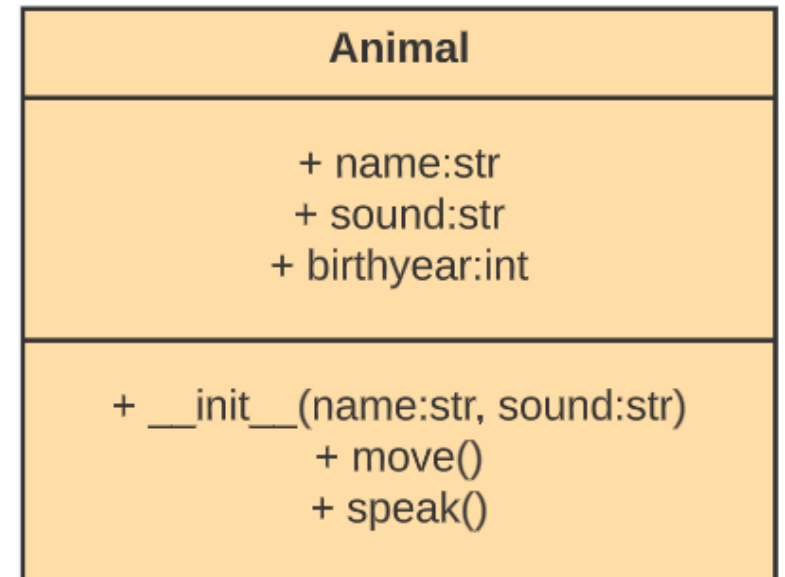 Animal
+ name:str
+ sound:str
+ birthyear:int
+ __init__(name:str, sound:str)
+ move()
+ speak()